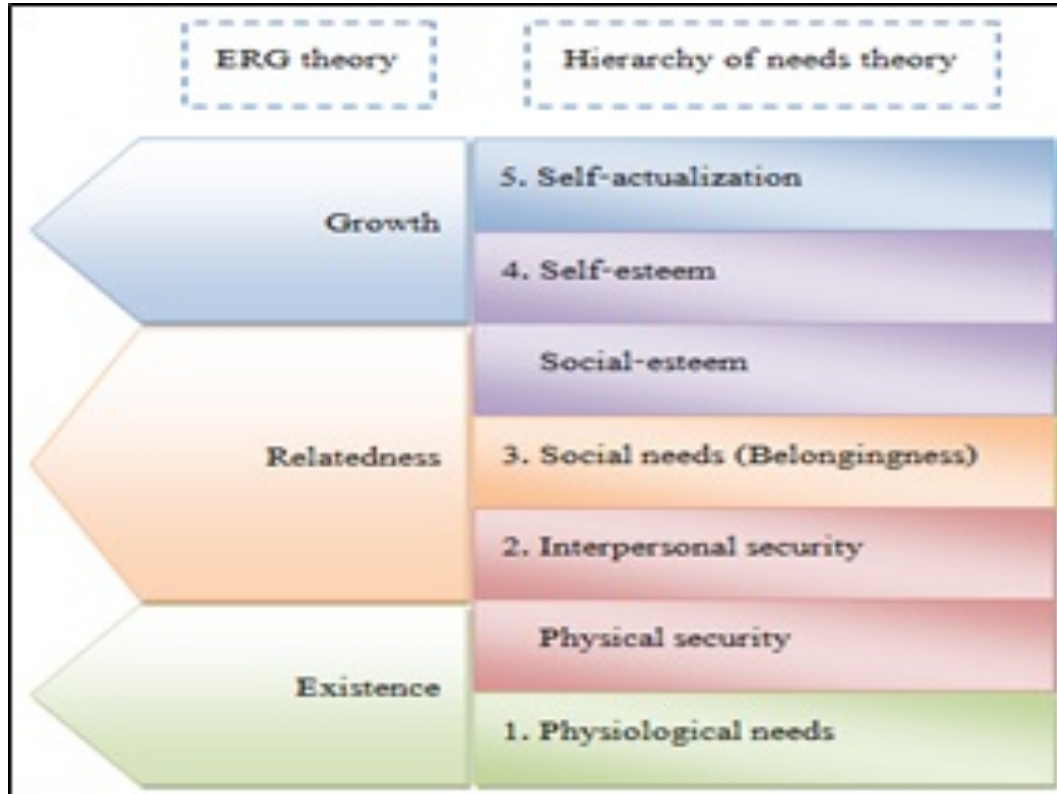 ERG theory
Hierarchy of needs theory
Growth
5. Self-actualization
4. Self-esteem
Social-esteem
Relatedness
3. Social needs (Belongingness)
2. Interpersonal security
Physical security
Existence
1. Physiological needs